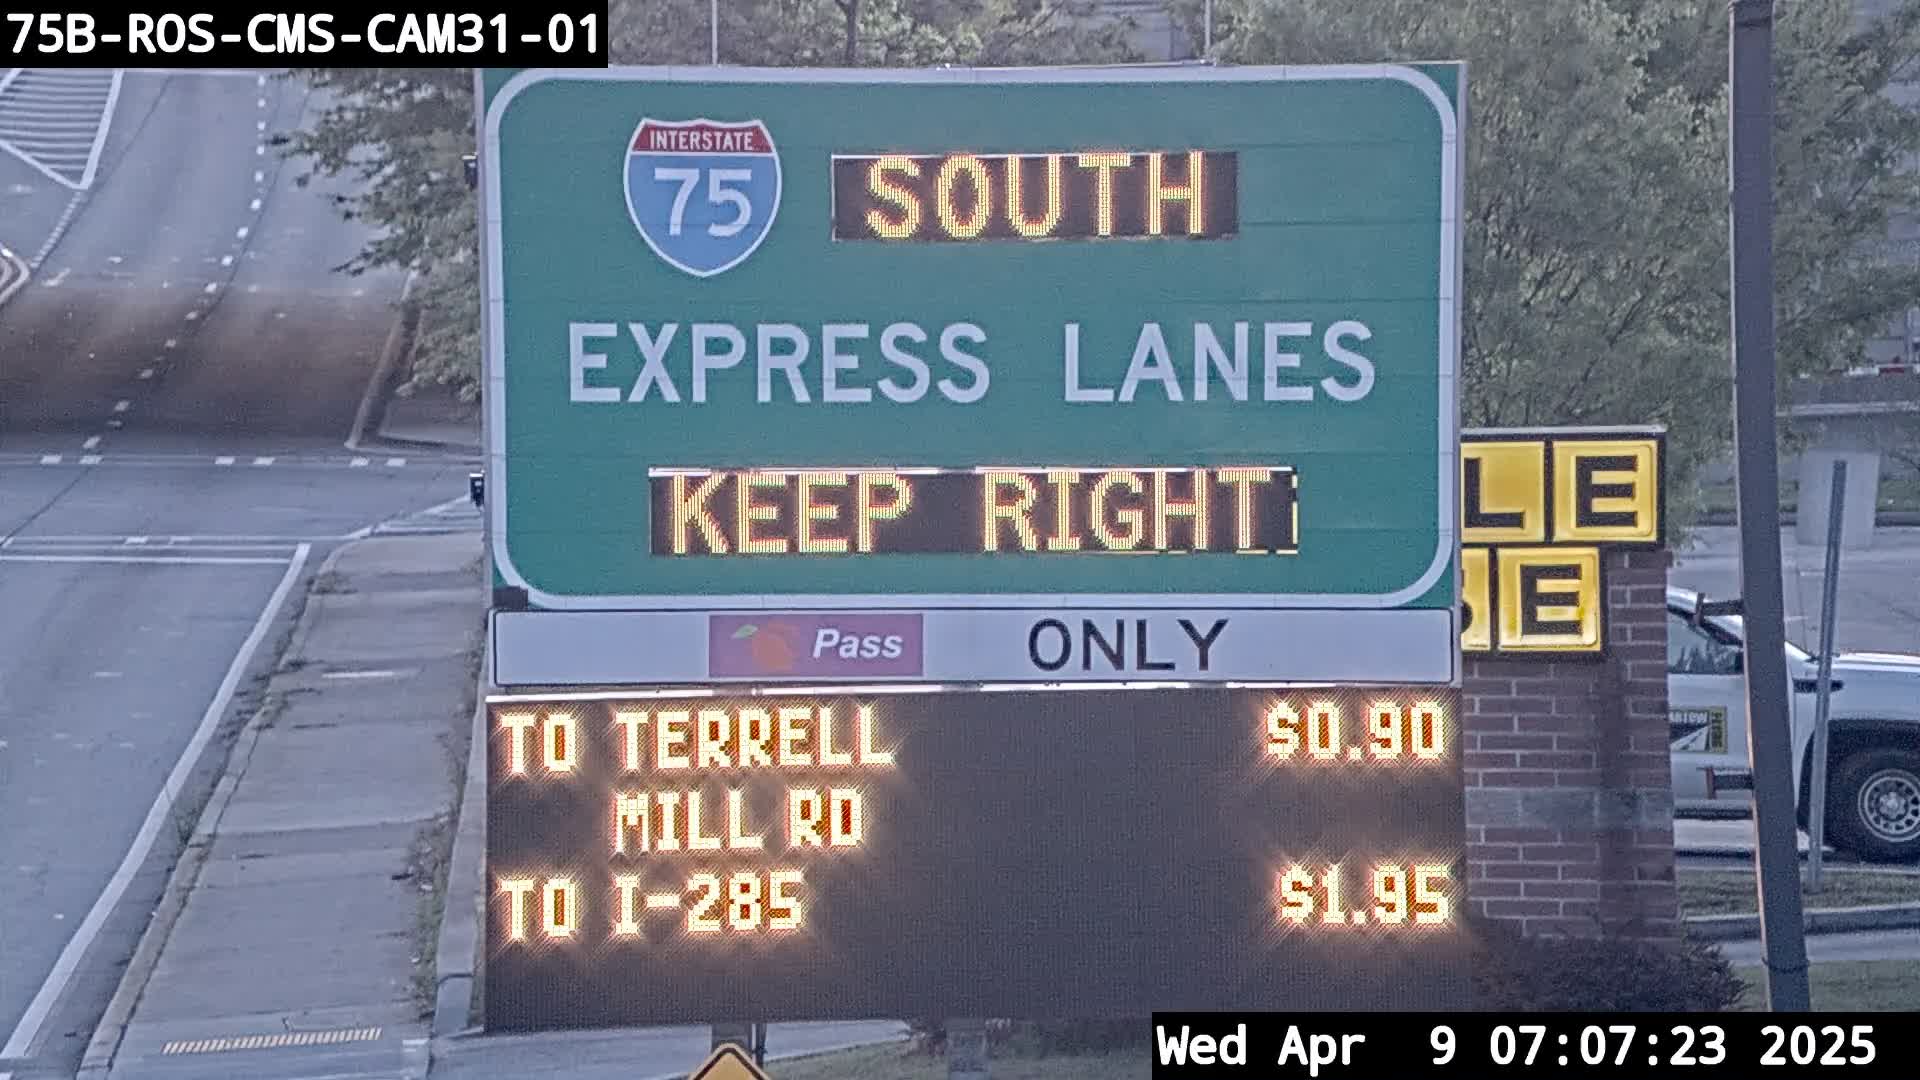 75B-ROS-CMS-CAM31-01
INTERSTATE
75
SOUTH
EXPRESS LANES
KEEP RIGHT
LE
E
Pass ONLY
TO TERRELL $0.90
MILL RD
TO I-285 $1.95
Wed Apr 9 07:07:23 2025